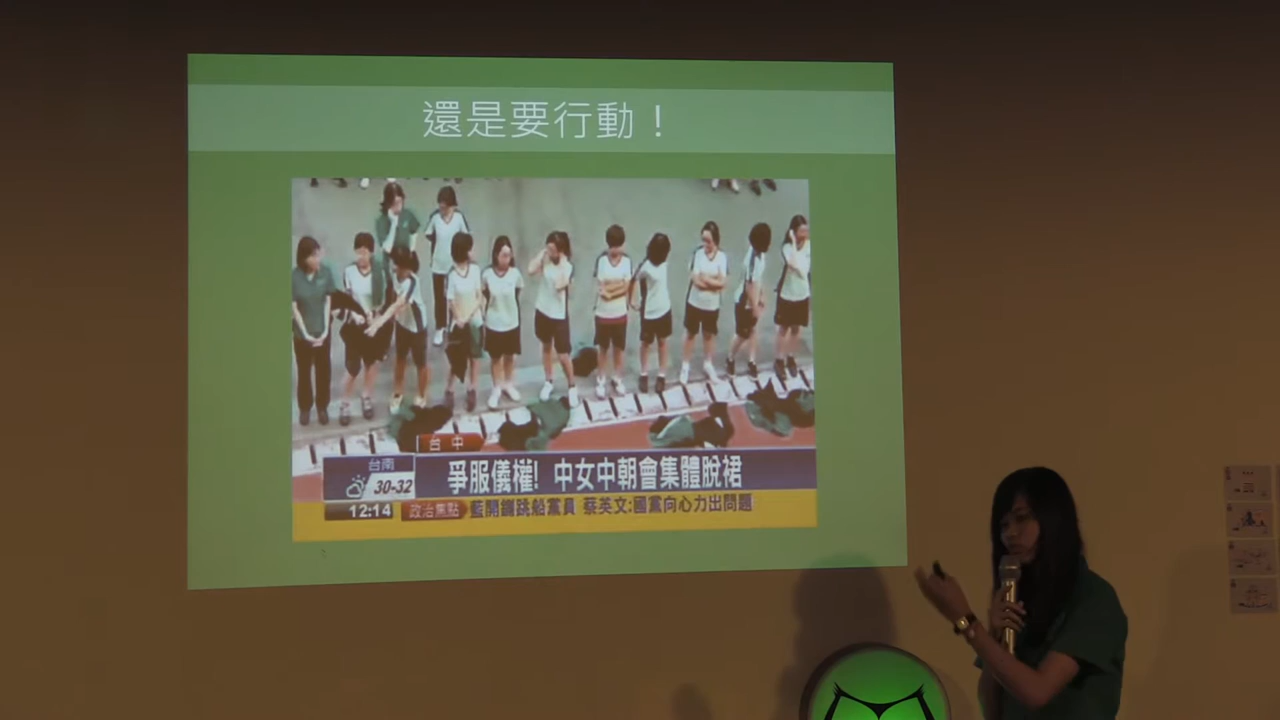 還是要行動！
台 中
台南
爭服儀權! 中女中朝會集體脫裙
30-32
12:14
政治焦點
藍開鍘跳船黨員 蔡英文:國黨向心力出問題